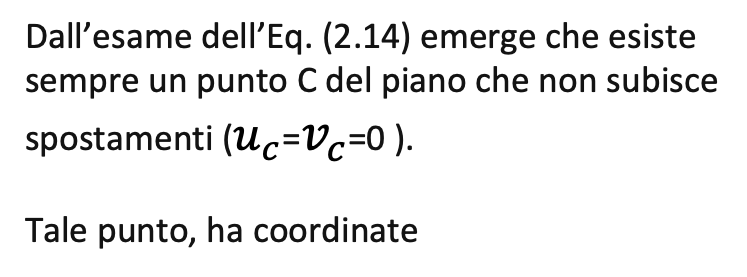 Dall’esame dell’Eq. (2.14) emerge che esiste
sempre un punto C del piano che non subisce
spostamenti (u_C=v_C=0 ).
Tale punto, ha coordinate